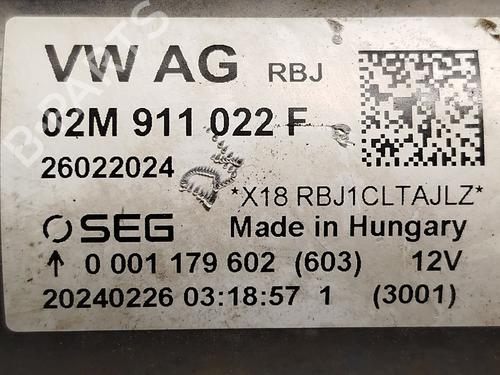 VW AG RBJ
02M 911 022 F
26022024
*X18 RBJ1CLTAJLZ*
SEG Made in Hungary
↑ 0 001 179 602 (603) 12V
20240226 03:18:57 1 (3001)